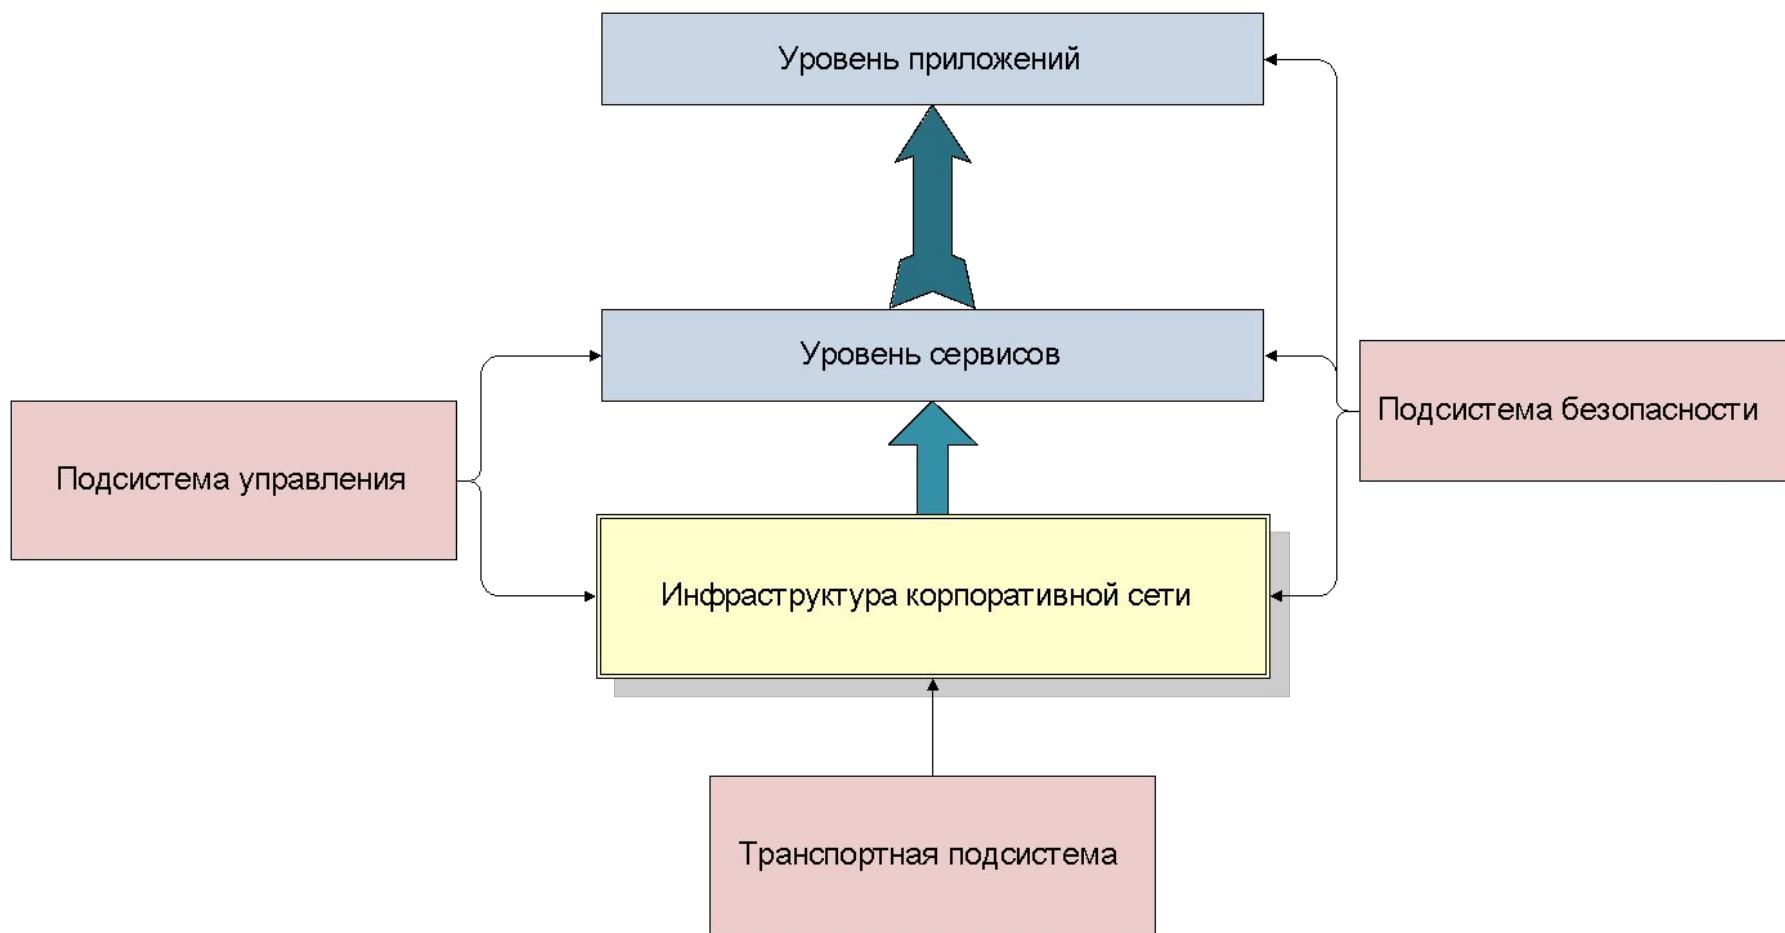 Уровень приложений
Уровень сервисов
Подсистема безопасности
Подсистема управления
Инфраструктура корпоративной сети
Транспортная подсистема